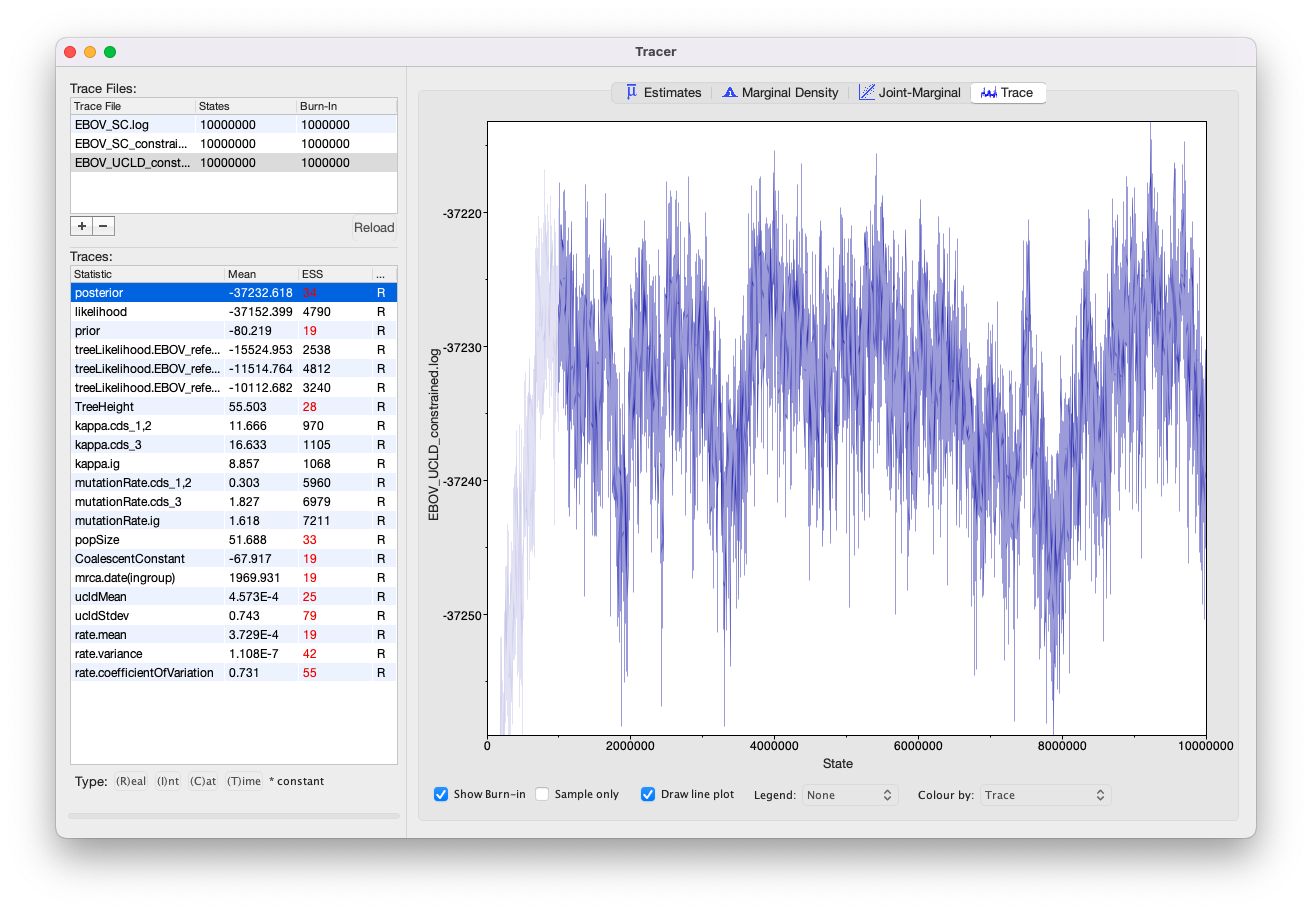 Tracer
Trace Files:
Trace File States Burn-In
EBOV_SC.log 10000000 1000000
EBOV_SC_constrai... 10000000 1000000
EBOV_UCLD_const... 10000000 1000000
+ −
Reload
Traces:
Statistic Mean ESS ...
posterior -37232.618 34 R
likelihood -37152.399 4790 R
prior -80.219 19 R
treeLikelihood.EBOV_refe... -15524.953 2538 R
treeLikelihood.EBOV_refe... -11514.764 4812 R
treeLikelihood.EBOV_refe... -10112.682 3240 R
TreeHeight 55.503 28 R
kappa.cds_1,2 11.666 970 R
kappa.cds_3 16.633 1105 R
kappa.ig 8.857 1068 R
mutationRate.cds_1,2 0.303 5960 R
mutationRate.cds_3 1.827 6979 R
mutationRate.ig 1.618 7211 R
popSize 51.688 33 R
CoalescentConstant -67.917 19 R
mrca.date(ingroup) 1969.931 19 R
ucldMean 4.573E-4 25 R
ucldStdev 0.743 79 R
rate.mean 3.729E-4 19 R
rate.variance 1.108E-7 42 R
rate.coefficientOfVariation 0.731 55 R
Type: (R)eal (I)nt (C)at (T)ime * constant
Estimates Marginal Density Joint-Marginal Trace
-37220
-37230
-37240
-37250
EBOV_UCLD_constrained.log
0 2000000 4000000 6000000 8000000 10000000
State
Show Burn-in Sample only Draw line plot Legend: None Colour by: Trace